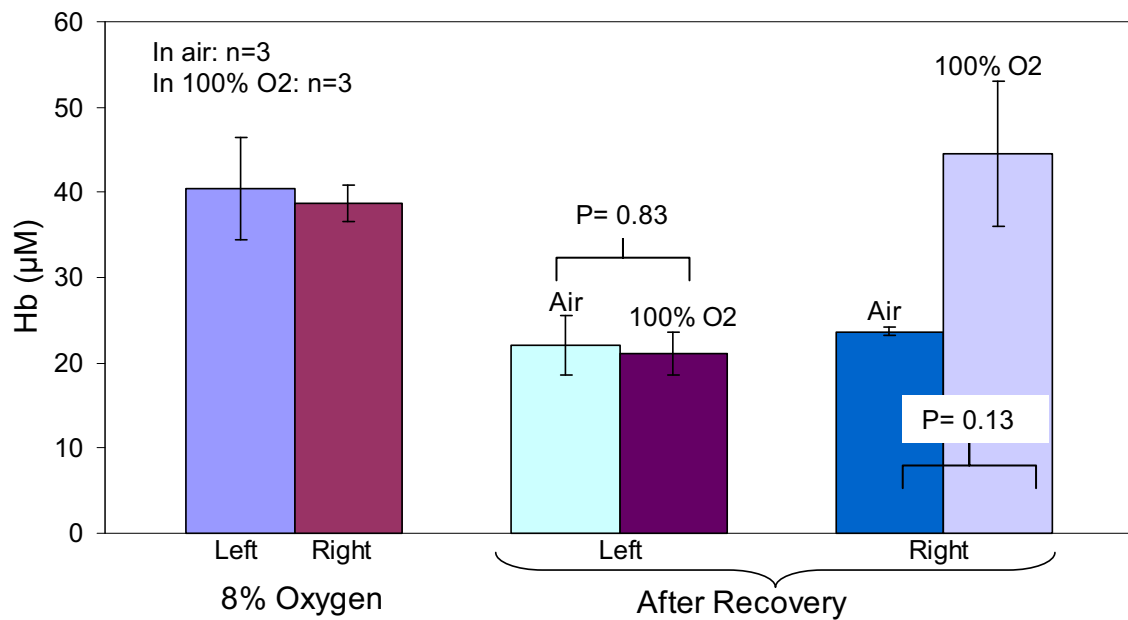 60
50
40
30
20
10
0
Hb (µM)
In air: n=3
In 100% O2: n=3
P= 0.83
Air
100% O2
Air
100% O2
P= 0.13
Left
Right
Left
Right
8% Oxygen
After Recovery